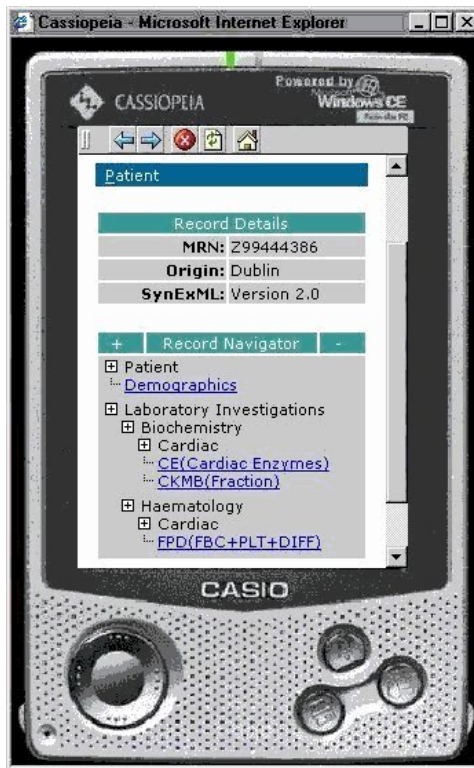 Cassiopeia - Microsoft Internet Explorer
Powered by
Microsoft
Windows CE
CASSIOPEIA
Patient
Record Details
MRN: Z99444386
Origin: Dublin
SynExML: Version 2.0
+ Record Navigator -
Patient
Demographics
Laboratory Investigations
Biochemistry
Cardiac
CE(Cardiac Enzymes)
CKMB(Fraction)
Haematology
Cardiac
FPD(FBC+PLT+DIFF)
CASIO